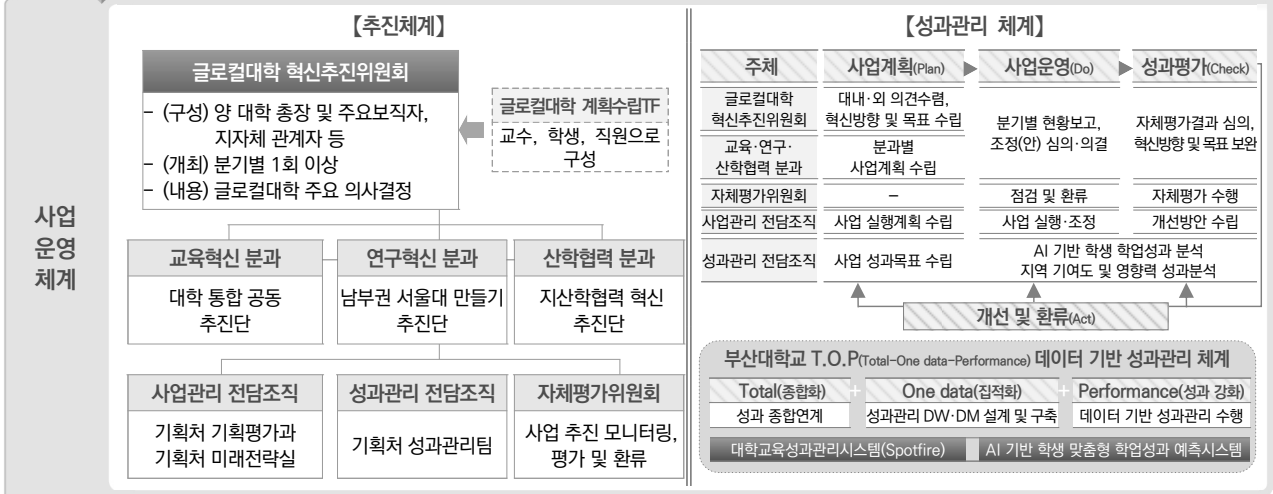 사업
운영
체계
【추진체계】
글로컬대학 혁신추진위원회
- (구성) 양 대학 총장 및 주요보직자,
지자체 관계자 등
- (개최) 분기별 1회 이상
- (내용) 글로컬대학 주요 의사결정
글로컬대학 계획수립TF
교수, 학생, 직원으로
구성
교육혁신 분과
대학 통합 공동
추진단
연구혁신 분과
남부권 서울대 만들기
추진단
산학협력 분과
지산학협력 혁신
추진단
사업관리 전담조직
기획처 기획평가과
기획처 미래전략실
성과관리 전담조직
기획처 성과관리팀
자체평가위원회
사업 추진 모니터링,
평가 및 환류
【성과관리 체계】
주체 사업계획(Plan) 사업운영(Do) 성과평가(Check)
글로컬대학
혁신추진위원회
대내·외 의견수렴,
혁신방향 및 목표 수립
교육·연구·
산학협력 분과
분과별
사업계획 수립
분기별 현황보고,
조정(안) 심의·의결
자체평가결과 심의,
혁신방향 및 목표 보완
자체평가위원회 - 점검 및 환류 자체평가 수행
사업관리 전담조직 사업 실행계획 수립 사업 실행·조정 개선방안 수립
성과관리 전담조직 사업 성과목표 수립
AI 기반 학생 학업성과 분석
지역 기여도 및 영향력 성과분석
개선 및 환류(Act)
부산대학교 T.O.P(Total-One data-Performance) 데이터 기반 성과관리 체계
Total(종합화) + One data(집적화) + Performance(성과 강화)
성과 종합연계 성과관리 DW·DM 설계 및 구축 데이터 기반 성과관리 수행
대학교육성과관리시스템(Spotfire) AI 기반 학생 맞춤형 학업성과 예측시스템